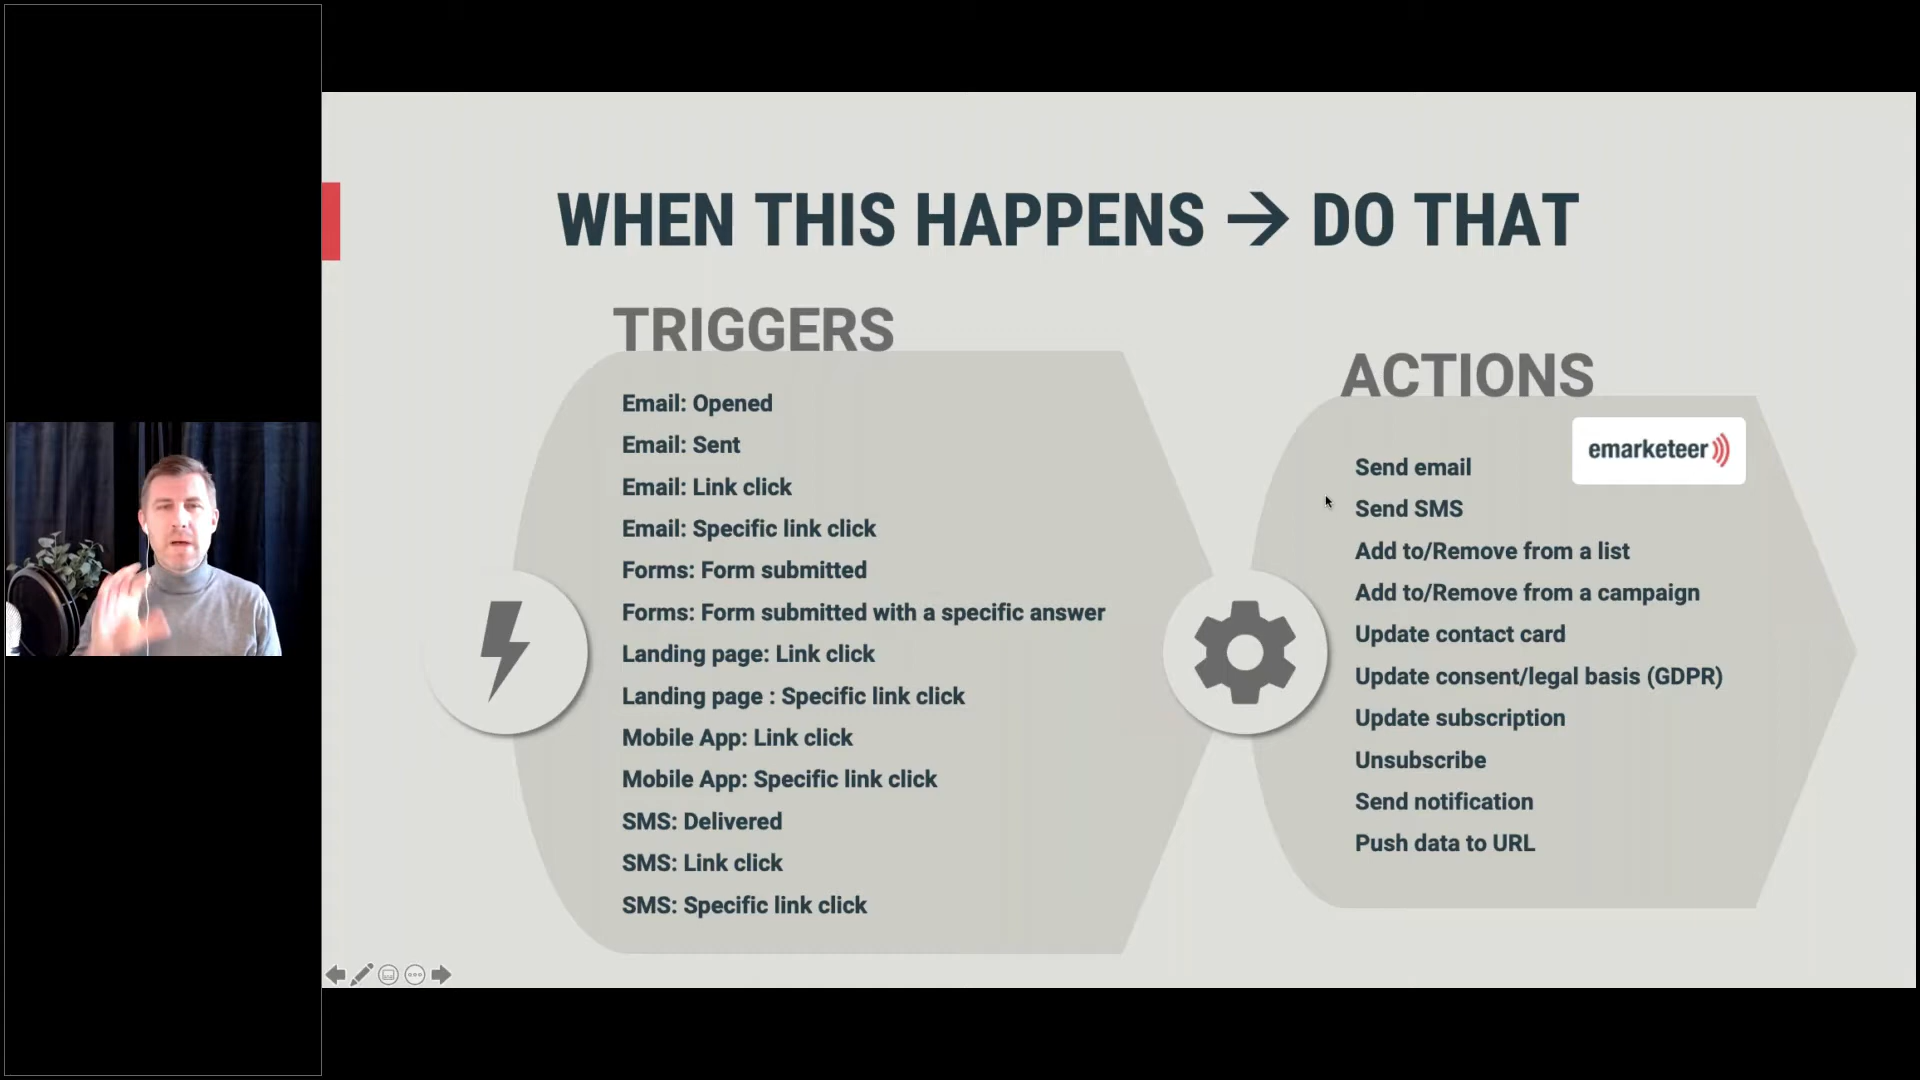 WHEN THIS HAPPENS → DO THAT
TRIGGERS
Email: Opened
Email: Sent
Email: Link click
Email: Specific link click
Forms: Form submitted
Forms: Form submitted with a specific answer
Landing page: Link click
Landing page : Specific link click
Mobile App: Link click
Mobile App: Specific link click
SMS: Delivered
SMS: Link click
SMS: Specific link click
ACTIONS
emarketeer
Send email
Send SMS
Add to/Remove from a list
Add to/Remove from a campaign
Update contact card
Update consent/legal basis (GDPR)
Update subscription
Unsubscribe
Send notification
Push data to URL